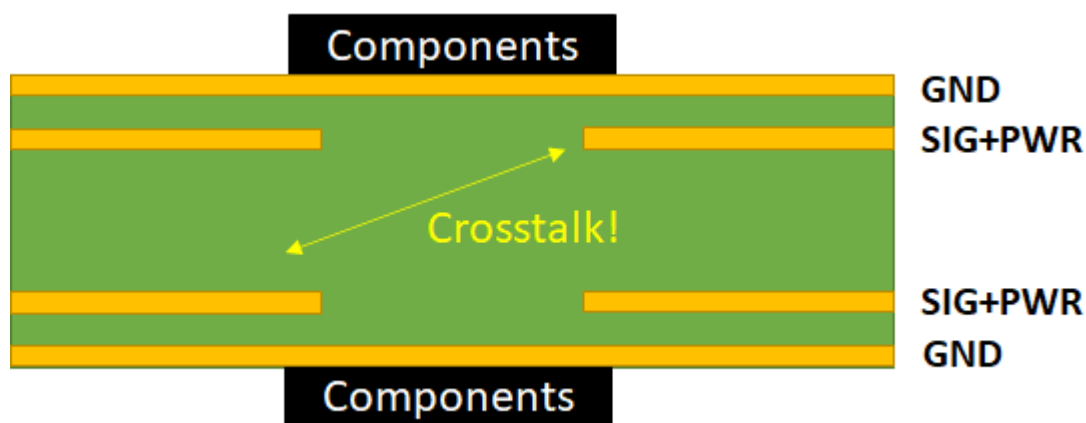 Components
GND
SIG+PWR
Crosstalk!
SIG+PWR
GND
Components